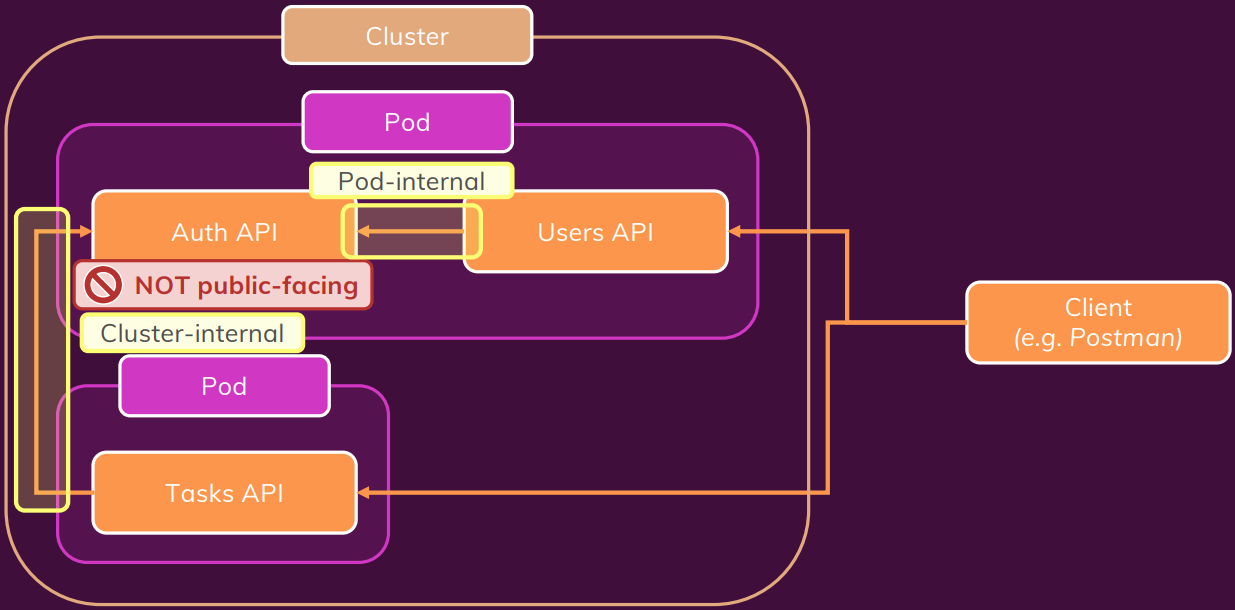 Cluster
Pod
Pod-internal
Auth API
Users API
NOT public-facing
Client
(e.g. Postman)
Cluster-internal
Pod
Tasks API